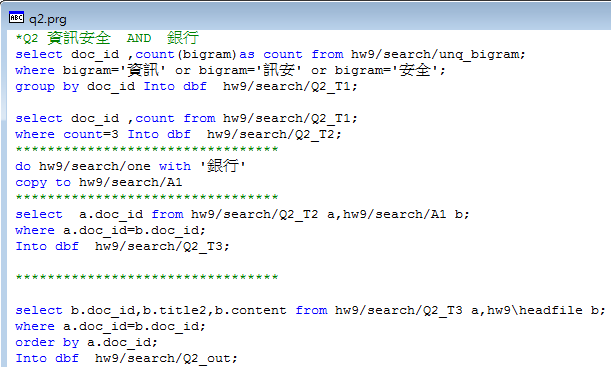 ABC q2.prg
*Q2 資訊安全 AND 銀行
select doc_id ,count(bigram)as count from hw9/search/unq_bigram;
where bigram='資訊' or bigram='訊安' or bigram='安全';
group by doc_id Into dbf hw9/search/Q2_T1;
select doc_id ,count from hw9/search/Q2_T1;
where count=3 Into dbf hw9/search/Q2_T2;
*********************************
do hw9/search/one with '銀行'
copy to hw9/search/A1
*********************************
select a.doc_id from hw9/search/Q2_T2 a,hw9/search/A1 b;
where a.doc_id=b.doc_id;
Into dbf hw9/search/Q2_T3;
*********************************
select b.doc_id,b.title2,b.content from hw9/search/Q2_T3 a,hw9\headfile b;
where a.doc_id=b.doc_id;
order by a.doc_id;
Into dbf hw9/search/Q2_out;